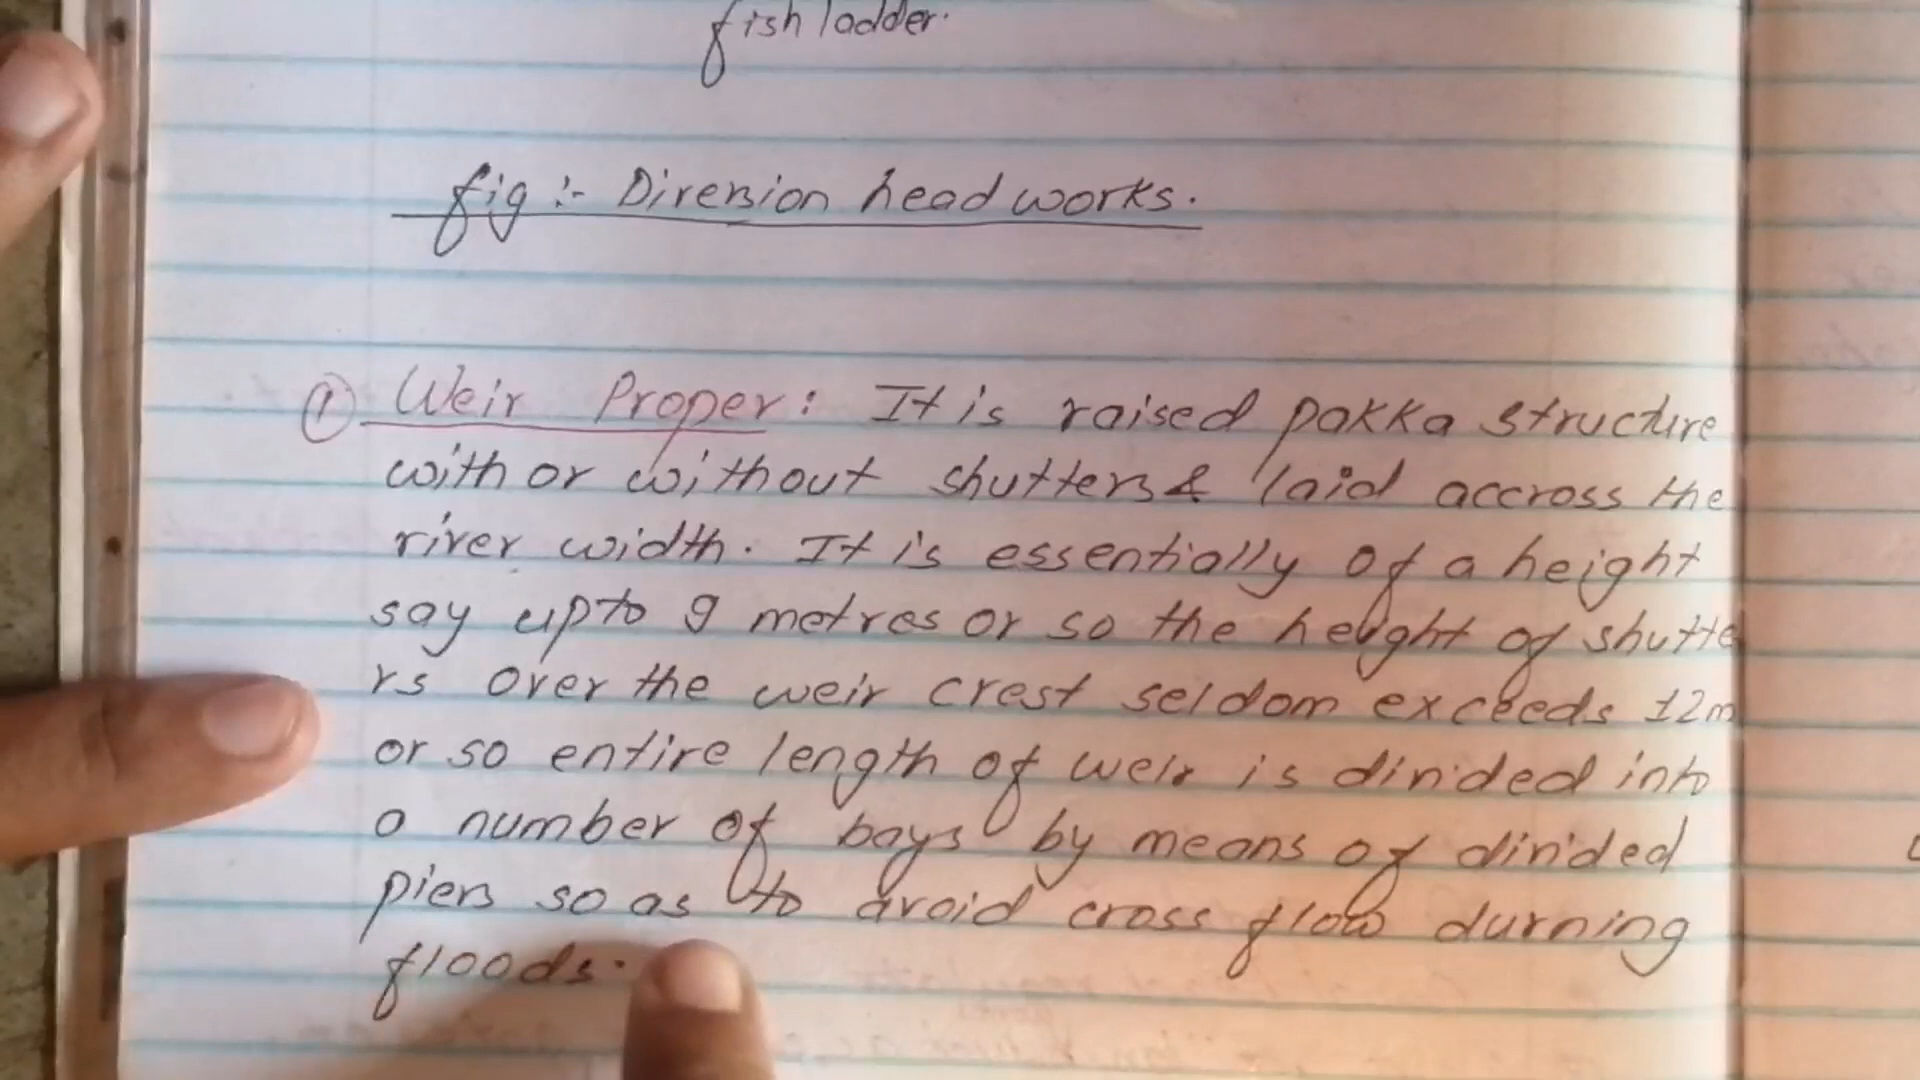 fish ladder.
fig :- Direrion head works.
① Weir Proper: It is raised pakka structure
with or without shutters & laid accross the
river width. It is essentially of a height
say upto 9 metres or so the height of shutte
rs over the weir crest seldom exceeds 12m
or so entire length of weir is divided into
a number of bays by means of divided
piers so as to avoid cross flow durning
floods.